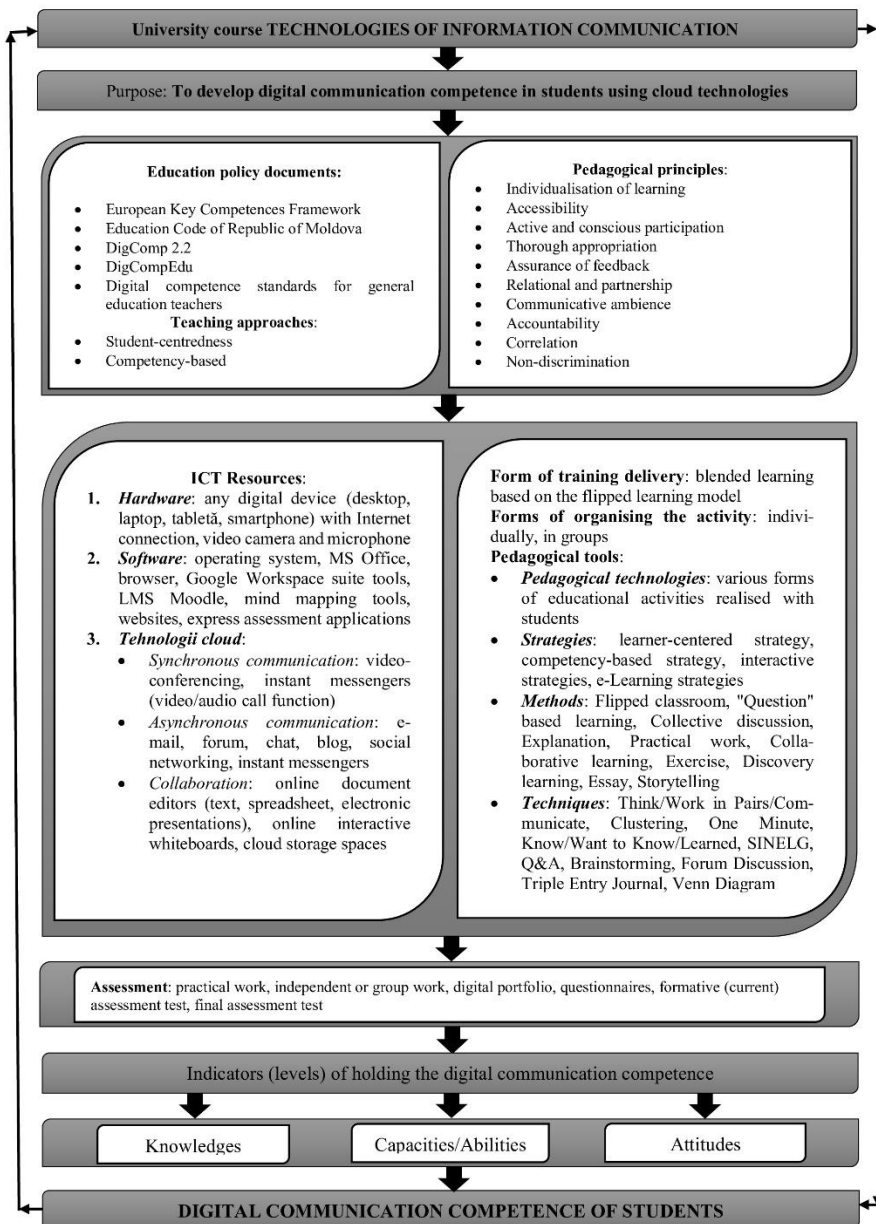 University course TECHNOLOGIES OF INFORMATION COMMUNICATION
Purpose: To develop digital communication competence in students using cloud technologies
Education policy documents:
• European Key Competences Framework
• Education Code of Republic of Moldova
• DigComp 2.2
• DigCompEdu
• Digital competence standards for general
education teachers
Teaching approaches:
• Student-centredness
• Competency-based
Pedagogical principles:
• Individualisation of learning
• Accessibility
• Active and conscious participation
• Thorough appropriation
• Assurance of feedback
• Relational and partnership
• Communicative ambience
• Accountability
• Correlation
• Non-discrimination
ICT Resources:
1. Hardware: any digital device (desktop,
laptop, tabletă, smartphone) with Internet
connection, video camera and microphone
2. Software: operating system, MS Office,
browser, Google Workspace suite tools,
LMS Moodle, mind mapping tools,
websites, express assessment applications
3. Tehnologii cloud:
• Synchronous communication: video-
conferencing, instant messengers
(video/audio call function)
• Asynchronous communication: e-
mail, forum, chat, blog, social
networking, instant messengers
• Collaboration: online document
editors (text, spreadsheet, electronic
presentations), online interactive
whiteboards, cloud storage spaces
Form of training delivery: blended learning
based on the flipped learning model
Forms of organising the activity: indivi-
dually, in groups
Pedagogical tools:
• Pedagogical technologies: various forms
of educational activities realised with
students
• Strategies: learner-centered strategy,
competency-based strategy, interactive
strategies, e-Learning strategies
• Methods: Flipped classroom, "Question"
based learning, Collective discussion,
Explanation, Practical work, Colla-
borative learning, Exercise, Discovery
learning, Essay, Storytelling
• Techniques: Think/Work in Pairs/Com-
municate, Clustering, One Minute,
Know/Want to Know/Learned, SINELG,
Q&A, Brainstorming, Forum Discussion,
Triple Entry Journal, Venn Diagram
Assessment: practical work, independent or group work, digital portfolio, questionnaires, formative (current)
assessment test, final assessment test
Indicators (levels) of holding the digital communication competence
Knowledges
Capacities/Abilities
Attitudes
DIGITAL COMMUNICATION COMPETENCE OF STUDENTS